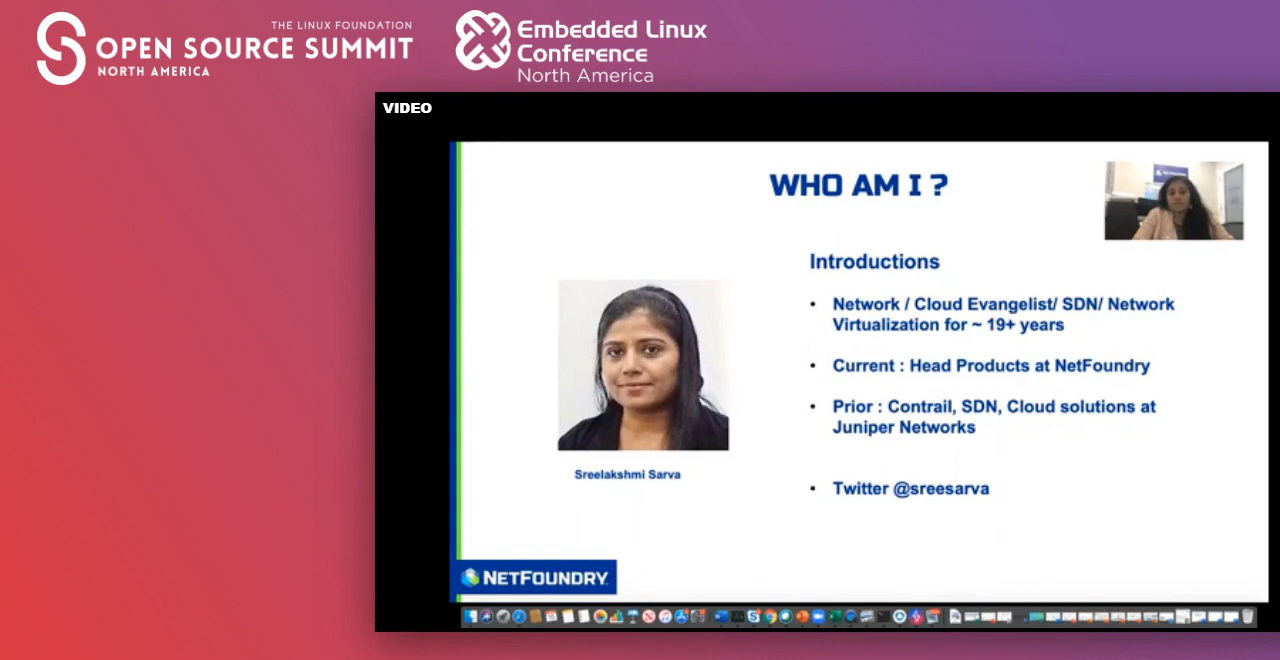 THE LINUX FOUNDATION
OPEN SOURCE SUMMIT
NORTH AMERICA
Embedded Linux
Conference
North America
VIDEO
WHO AM I ?
Introductions
• Network / Cloud Evangelist/ SDN/ Network
Virtualization for ~ 19+ years
• Current : Head Products at NetFoundry
• Prior : Contrail, SDN, Cloud solutions at
Juniper Networks
• Twitter @sreesarva
Sreelakshmi Sarva
NETFOUNDRY